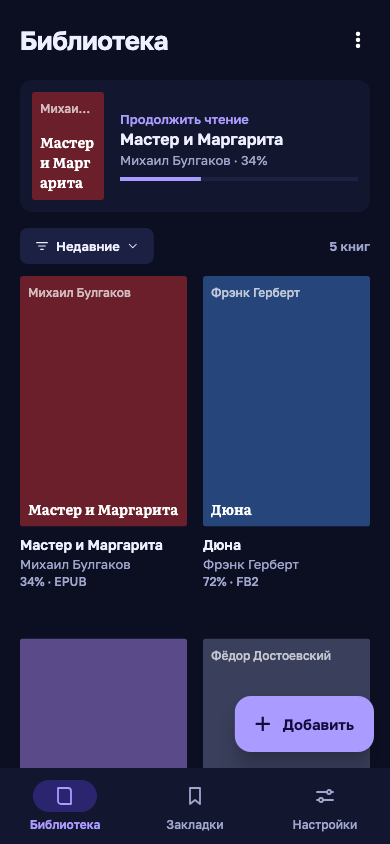 Библиотека
Михаи...
Мастер
и Марг
арита
Продолжить чтение
Мастер и Маргарита
Михаил Булгаков · 34%
Недавние
5 книг
Михаил Булгаков
Мастер и Маргарита
Фрэнк Герберт
Дюна
Мастер и Маргарита
Михаил Булгаков
34% · EPUB
Дюна
Фрэнк Герберт
72% · FB2
Фёдор Достоевский
Добавить
Библиотека
Закладки
Настройки